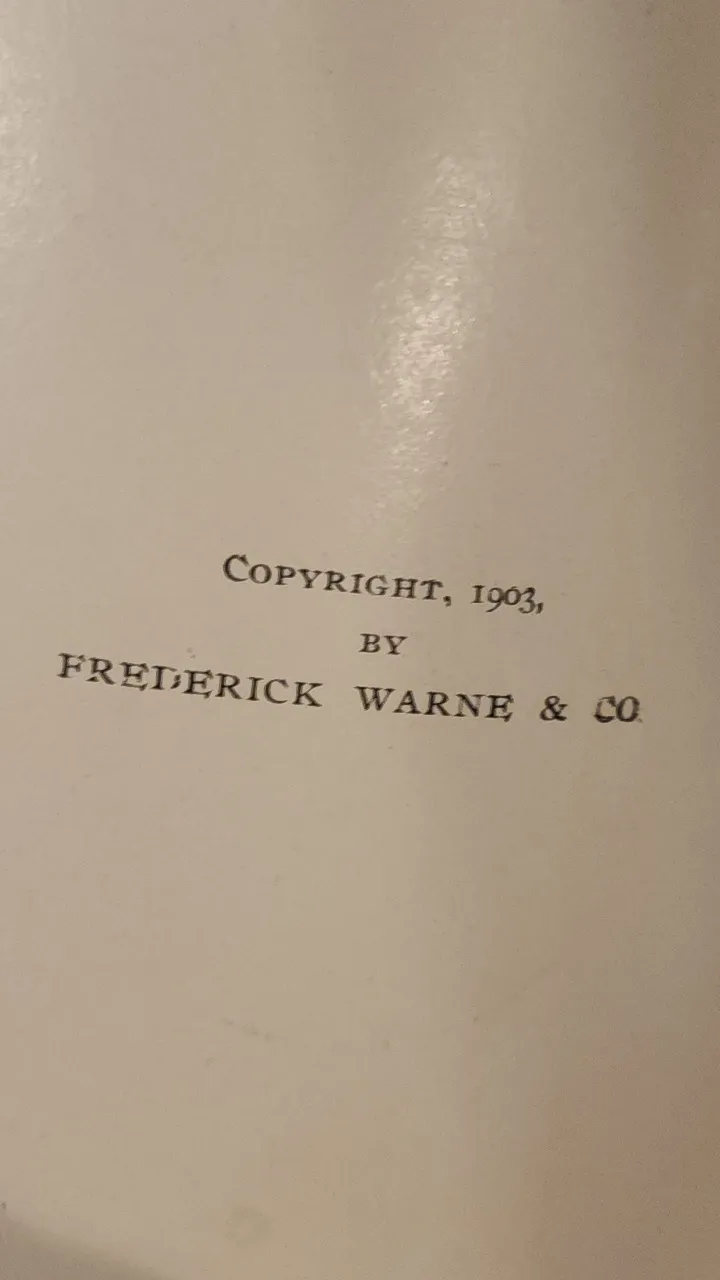 COPYRIGHT, 1903,
BY
FREDERICK WARNE & CO.